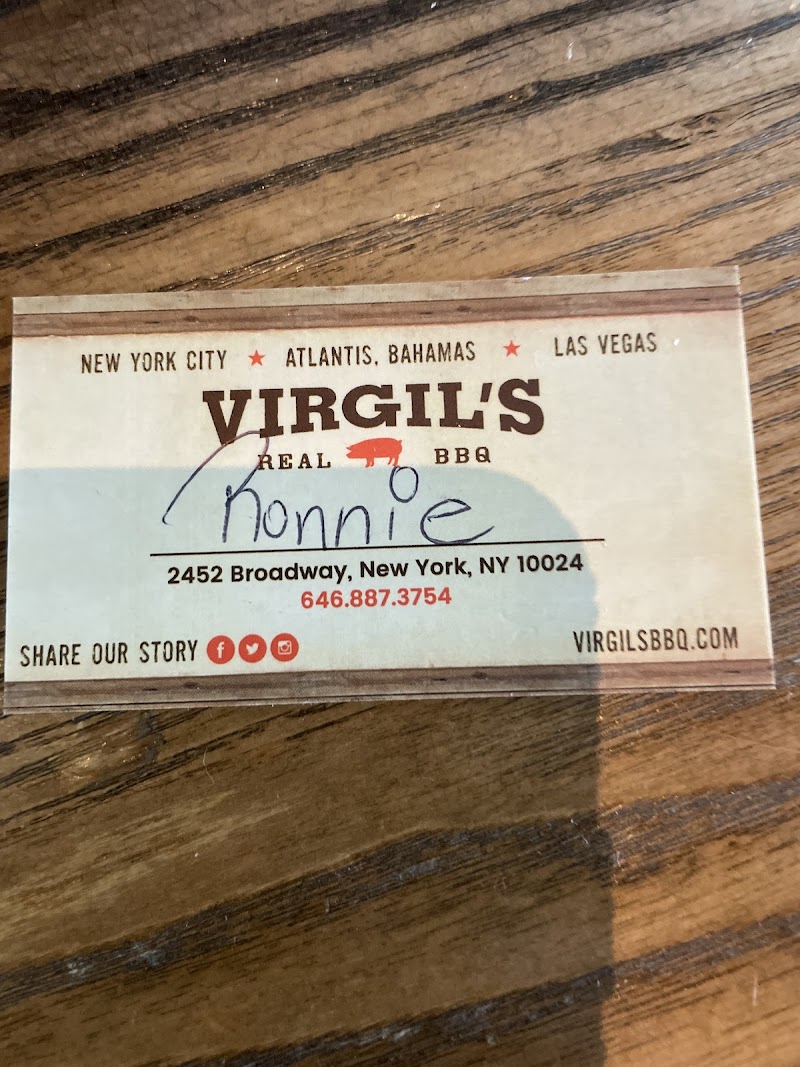 NEW YORK CITY ★ ATLANTIS, BAHAMAS ★ LAS VEGAS
VIRGIL'S
REAL BBQ
Ronnie
2452 Broadway, New York, NY 10024
646.887.3754
SHARE OUR STORY VIRGILSBBQ.COM